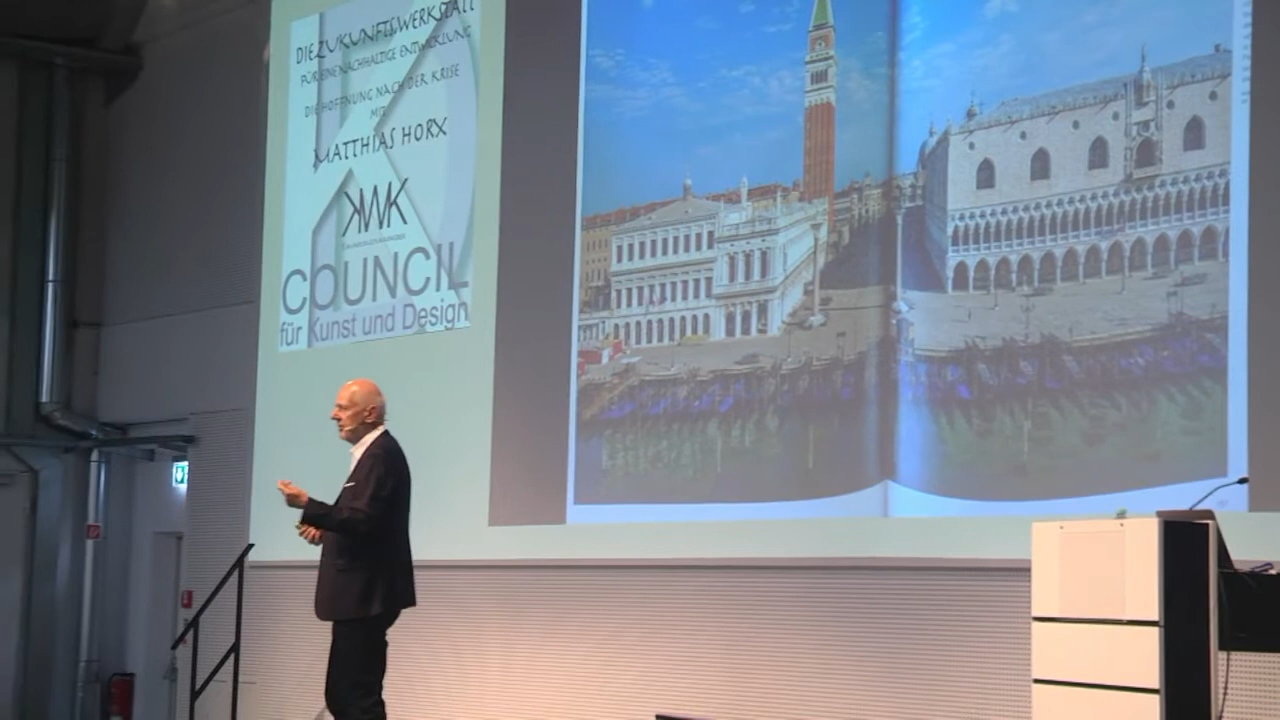 DIE ZUKUNFTSWERKSTATT
FÜR EINE NACHHALTIGE ENTWICKLUNG
DIE HOFFNUNG NACH DER KRISE
MIT
MATTHIAS HORX
KWK
COUNCIL
für Kunst und Design